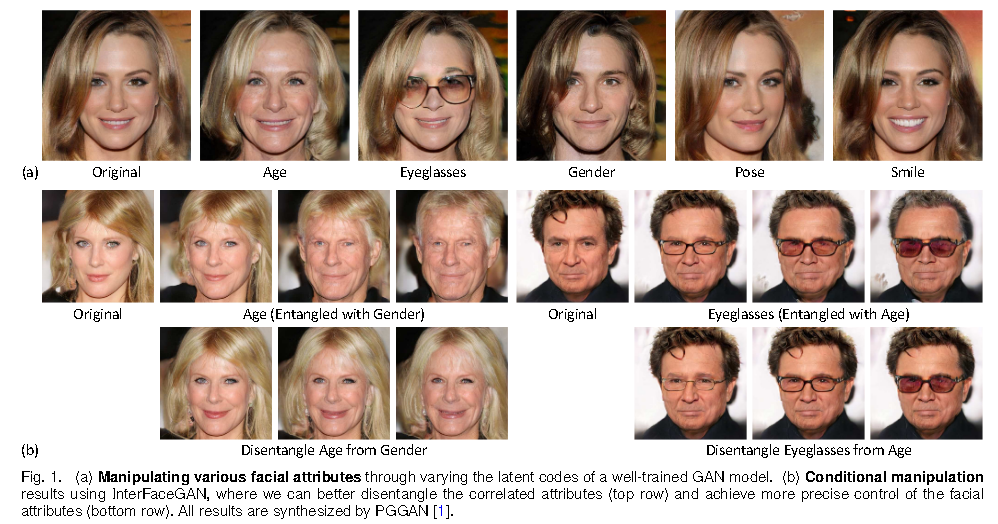 (a) Original Age Eyeglasses Gender Pose Smile
Original Age (Entangled with Gender) Original Eyeglasses (Entangled with Age)
(b) Disentangle Age from Gender Disentangle Eyeglasses from Age
Fig. 1. (a) Manipulating various facial attributes through varying the latent codes of a well-trained GAN model. (b) Conditional manipulation
results using InterFaceGAN, where we can better disentangle the correlated attributes (top row) and achieve more precise control of the facial
attributes (bottom row). All results are synthesized by PGGAN [1].